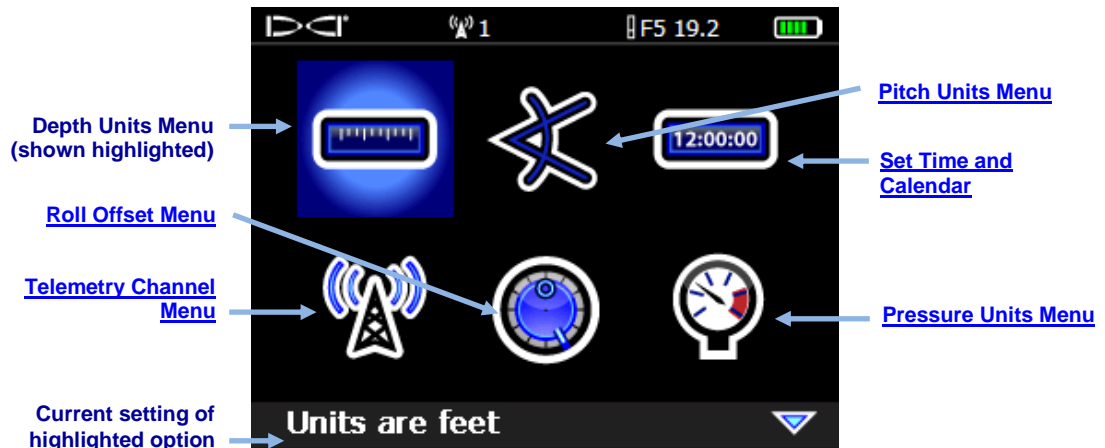 DCI
1
F5 19.2
Depth Units Menu
(shown highlighted)
Pitch Units Menu
12:00:00
Set Time and
Calendar
Roll Offset Menu
Telemetry Channel
Menu
Pressure Units Menu
Current setting of
highlighted option
Units are feet